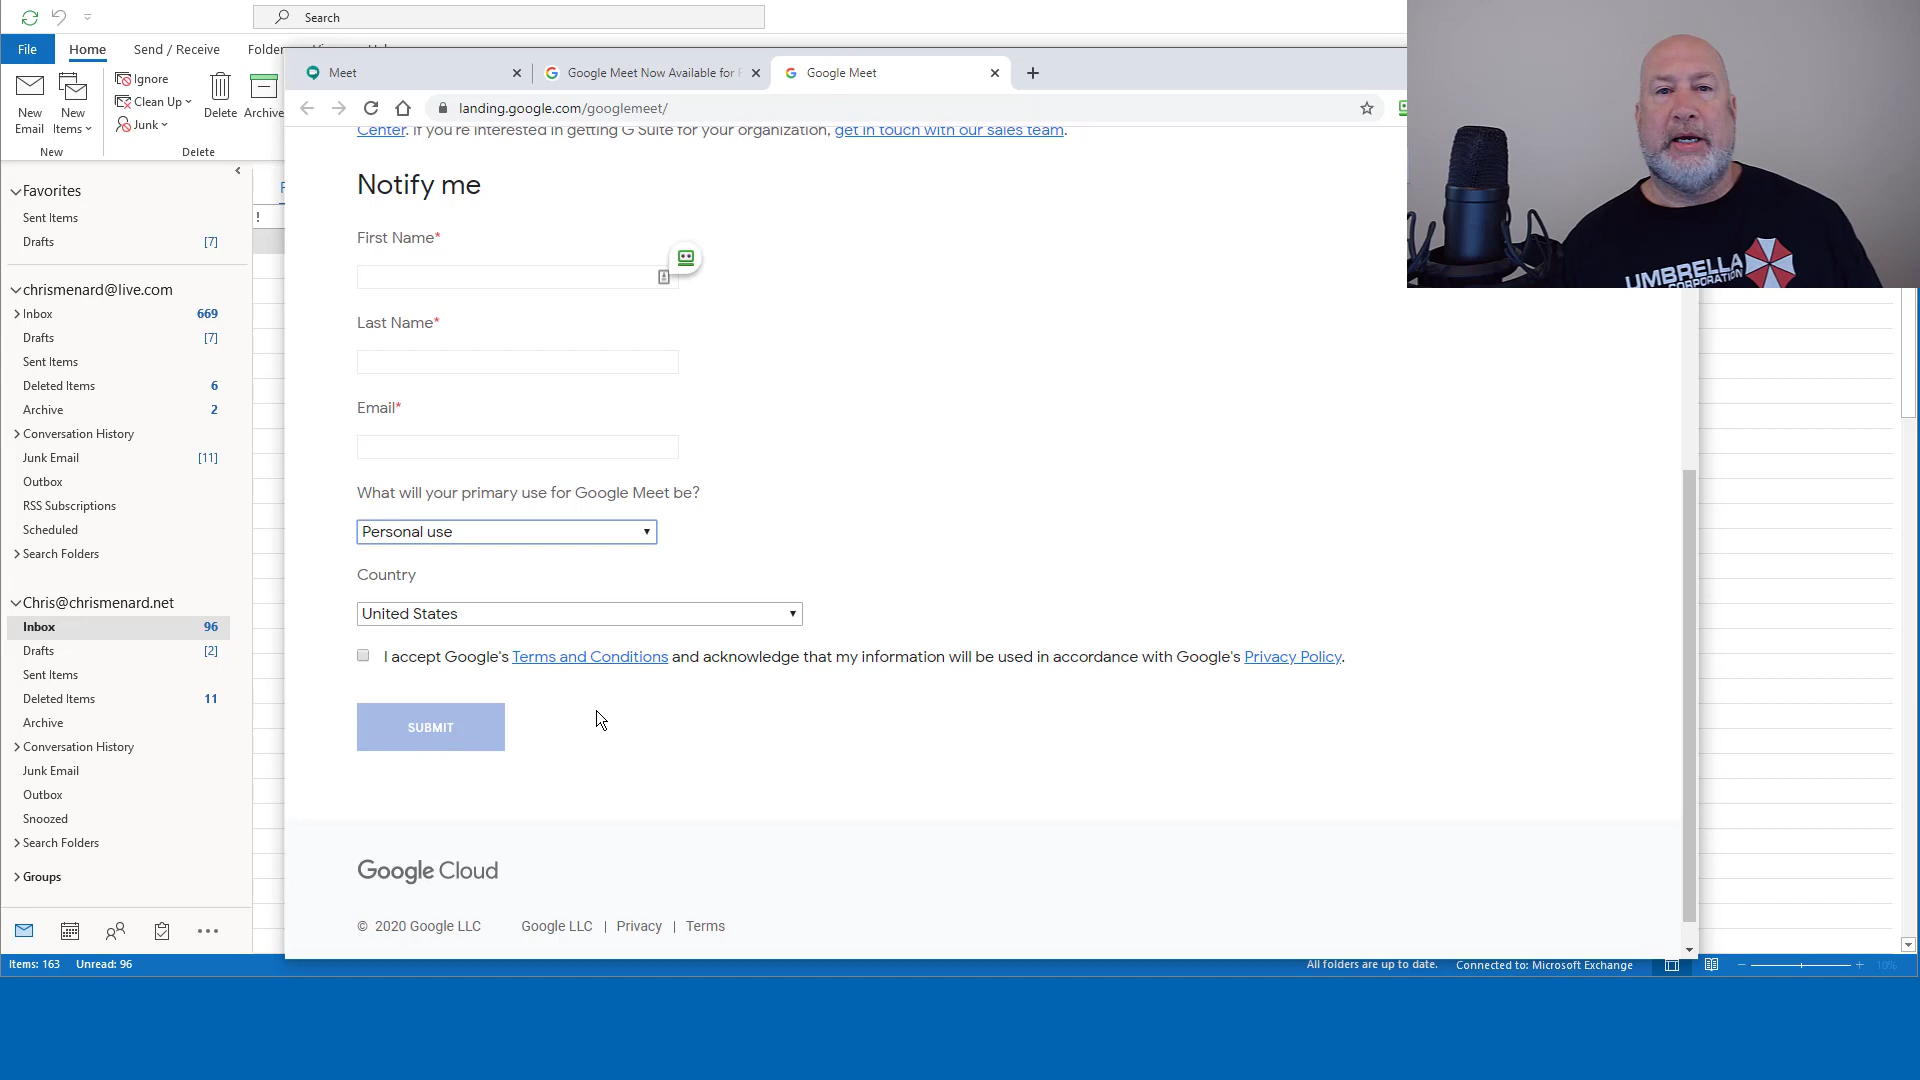 Search
File
Home
Send / Receive
Folder
New
Email
New
Items
Ignore
Clean Up
Junk
Delete
Archive
New
Delete
Favorites
Sent Items
Drafts [7]
chrismenard@live.com
Inbox 669
Drafts [7]
Sent Items
Deleted Items 6
Archive 2
Conversation History
Junk Email [11]
Outbox
RSS Subscriptions
Scheduled
Search Folders
Chris@chrismenard.net
Inbox 96
Drafts [2]
Sent Items
Deleted Items 11
Archive
Conversation History
Junk Email
Outbox
Snoozed
Search Folders
Groups
Items: 163 Unread: 96
Meet
Google Meet Now Available for
Google Meet
landing.google.com/googlemeet/
Center. If you're interested in getting G Suite for your organization, get in touch with our sales team.
Notify me
First Name*
Last Name*
Email*
What will your primary use for Google Meet be?
Personal use
Country
United States
I accept Google's Terms and Conditions and acknowledge that my information will be used in accordance with Google's Privacy Policy.
SUBMIT
Google Cloud
© 2020 Google LLC Google LLC | Privacy | Terms
All folders are up to date. Connected to: Microsoft Exchange
10%
UMBRELLA
CORPORATION